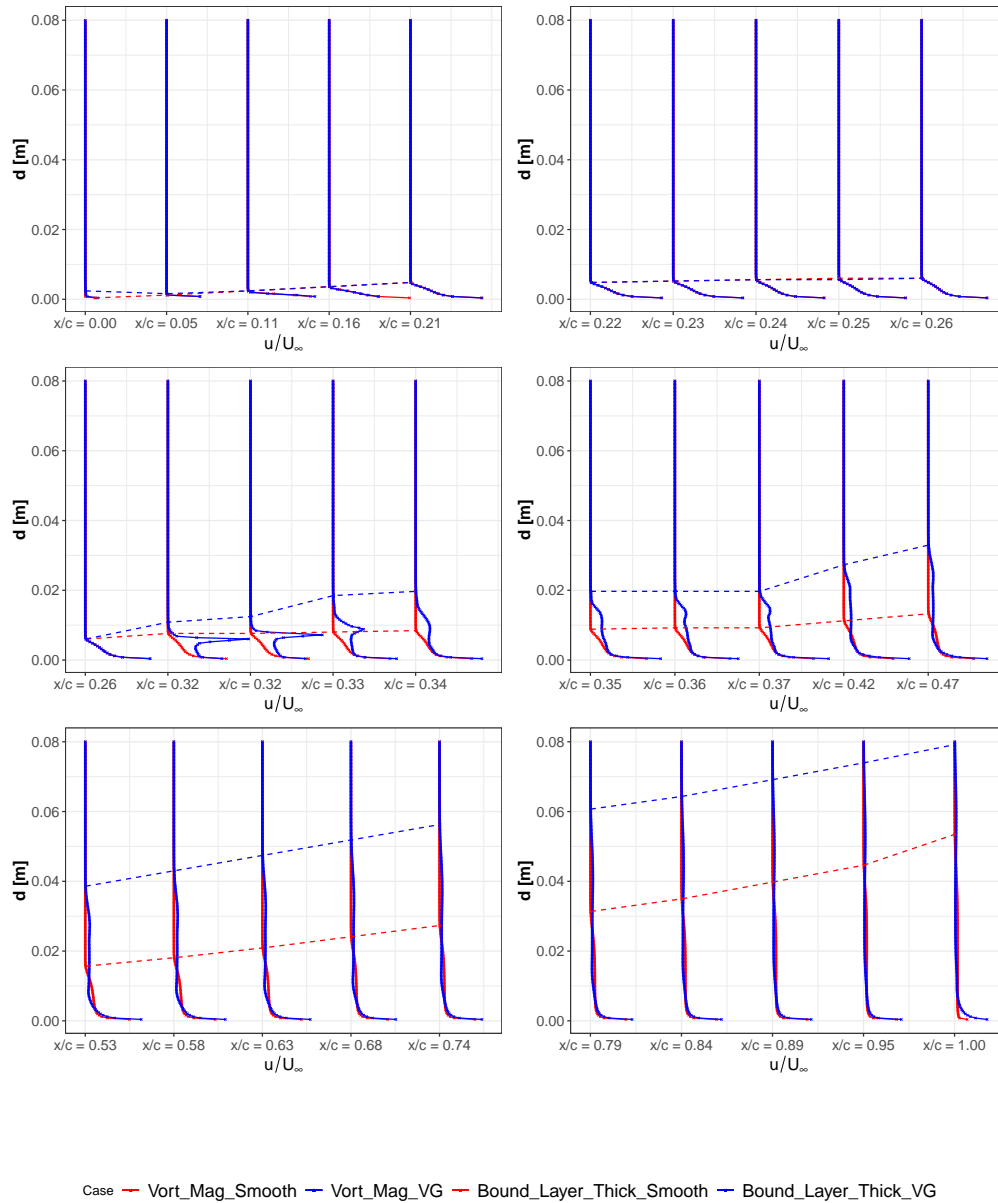 d [m]
0.08
0.06
0.04
0.02
0.00
x/c = 0.00 x/c = 0.05 x/c = 0.11 x/c = 0.16 x/c = 0.21
u/U∞
d [m]
0.08
0.06
0.04
0.02
0.00
x/c = 0.22 x/c = 0.23 x/c = 0.24 x/c = 0.25 x/c = 0.26
u/U∞
d [m]
0.08
0.06
0.04
0.02
0.00
x/c = 0.26 x/c = 0.32 x/c = 0.32 x/c = 0.33 x/c = 0.34
u/U∞
d [m]
0.08
0.06
0.04
0.02
0.00
x/c = 0.35 x/c = 0.36 x/c = 0.37 x/c = 0.42 x/c = 0.47
u/U∞
d [m]
0.08
0.06
0.04
0.02
0.00
x/c = 0.53 x/c = 0.58 x/c = 0.63 x/c = 0.68 x/c = 0.74
u/U∞
d [m]
0.08
0.06
0.04
0.02
0.00
x/c = 0.79 x/c = 0.84 x/c = 0.89 x/c = 0.95 x/c = 1.00
u/U∞
Case Vort_Mag_Smooth Vort_Mag_VG Bound_Layer_Thick_Smooth Bound_Layer_Thick_VG